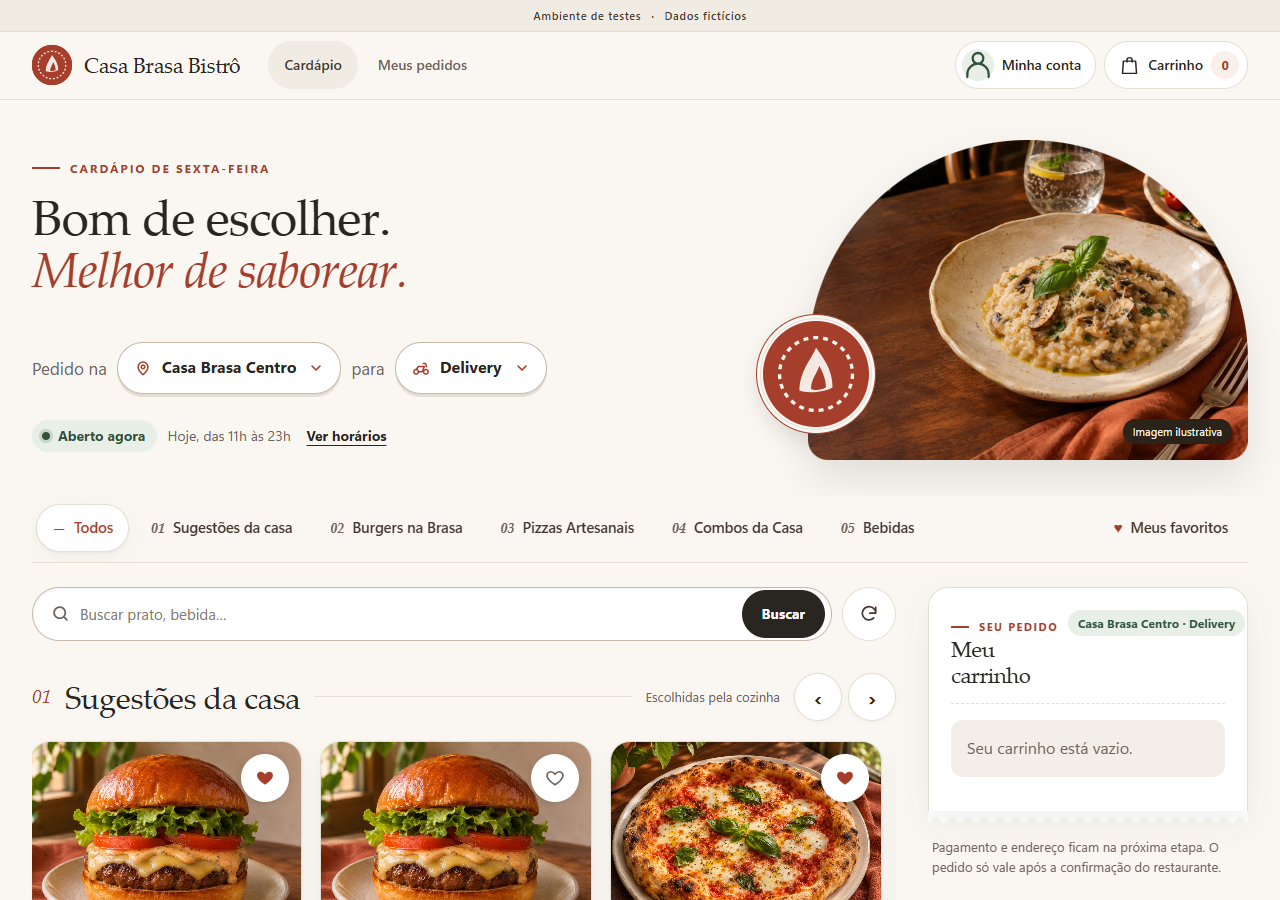 Ambiente de testes · Dados fictícios
Casa Brasa Bistrô
Cardápio
Meus pedidos
Minha conta
Carrinho 0
CARDÁPIO DE SEXTA-FEIRA
Bom de escolher.
Melhor de saborear.
Pedido na Casa Brasa Centro para Delivery
Aberto agora Hoje, das 11h às 23h Ver horários
Imagem ilustrativa
— Todos
01 Sugestões da casa
02 Burgers na Brasa
03 Pizzas Artesanais
04 Combos da Casa
05 Bebidas
♥ Meus favoritos
Buscar prato, bebida...
Buscar
01 Sugestões da casa
Escolhidas pela cozinha
‹ ›
SEU PEDIDO
Casa Brasa Centro · Delivery
Meu
carrinho
Seu carrinho está vazio.
Pagamento e endereço ficam na próxima etapa. O
pedido só vale após a confirmação do restaurante.